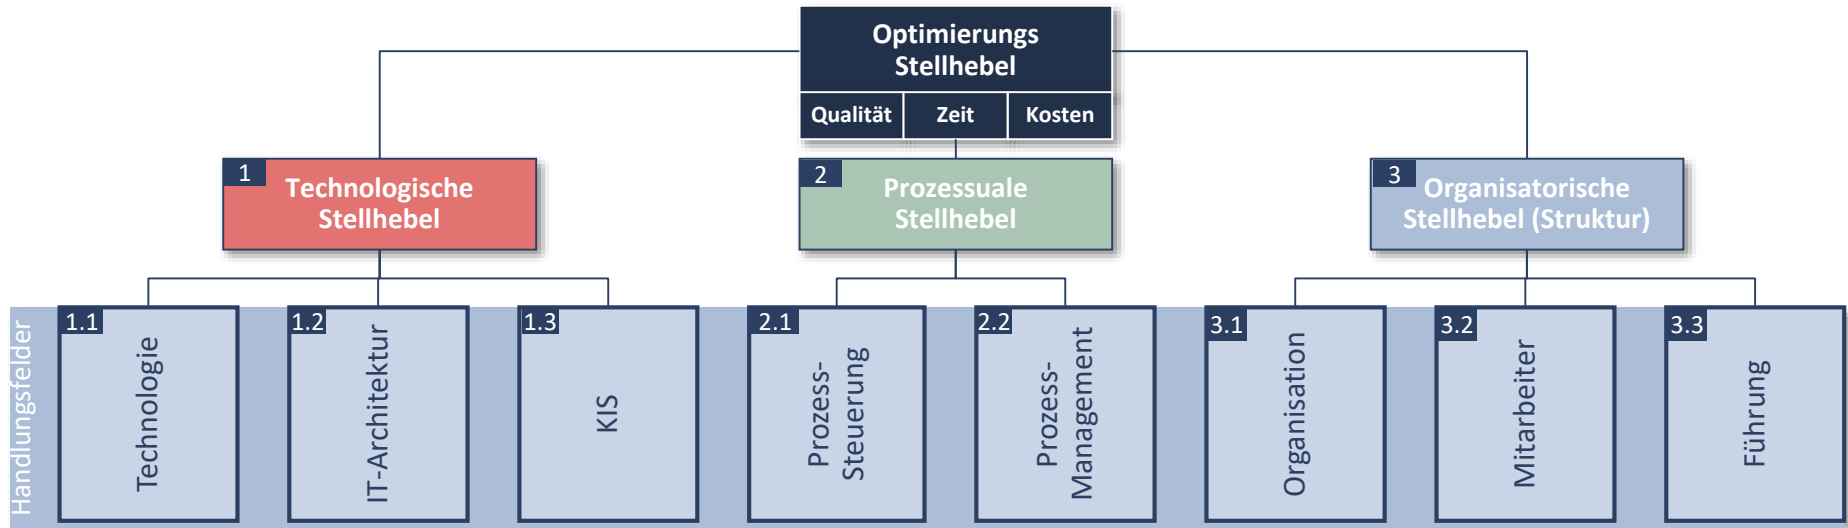 Optimierungs
Stellhebel
Qualität
Zeit
Kosten
1
Technologische
Stellhebel
2
Prozessuale
Stellhebel
3
Organisatorische
Stellhebel (Struktur)
Handlungsfelder
1.1
Technologie
1.2
IT-Architektur
1.3
KIS
2.1
Prozess-
Steuerung
2.2
Prozess-
Management
3.1
Organisation
3.2
Mitarbeiter
3.3
Führung